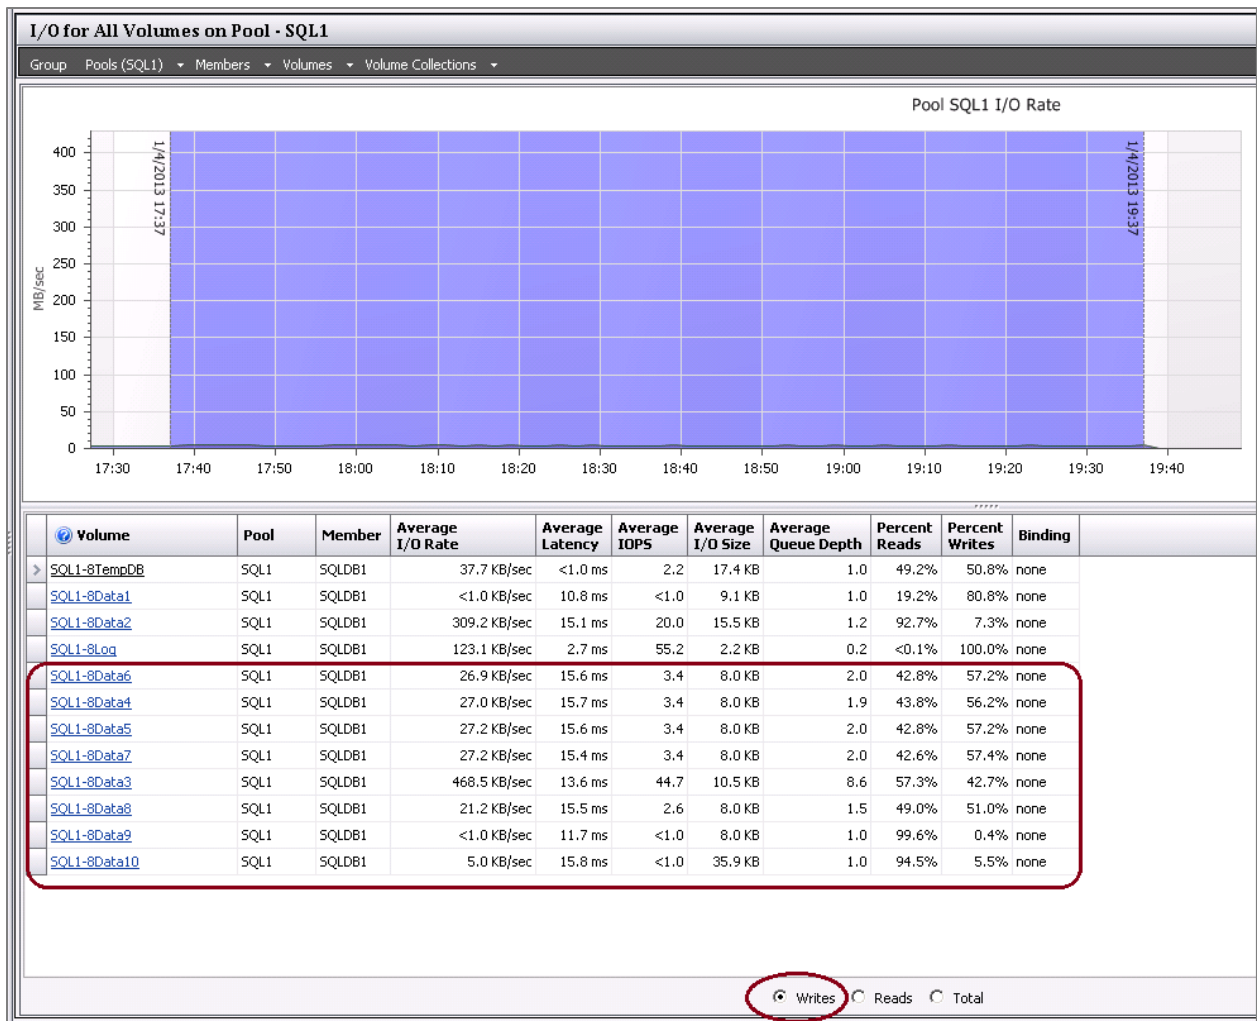 I/O for All Volumes on Pool - SQL1
Group Pools (SQL1) Members Volumes Volume Collections
Pool SQL1 I/O Rate
MB/sec
400
350
300
250
200
150
100
50
0
1/4/2013 17:37
1/4/2013 19:37
17:30 17:40 17:50 18:00 18:10 18:20 18:30 18:40 18:50 19:00 19:10 19:20 19:30 19:40
Volume Pool Member Average I/O Rate Average Latency Average IOPS Average I/O Size Average Queue Depth Percent Reads Percent Writes Binding
SQL1-8TempDB SQL1 SQLDB1 37.7 KB/sec <1.0 ms 2.2 17.4 KB 1.0 49.2% 50.8% none
SQL1-8Data1 SQL1 SQLDB1 <1.0 KB/sec 10.8 ms <1.0 9.1 KB 1.0 19.2% 80.8% none
SQL1-8Data2 SQL1 SQLDB1 309.2 KB/sec 15.1 ms 20.0 15.5 KB 1.2 92.7% 7.3% none
SQL1-8Log SQL1 SQLDB1 123.1 KB/sec 2.7 ms 55.2 2.2 KB 0.2 <0.1% 100.0% none
SQL1-8Data6 SQL1 SQLDB1 26.9 KB/sec 15.6 ms 3.4 8.0 KB 2.0 42.8% 57.2% none
SQL1-8Data4 SQL1 SQLDB1 27.0 KB/sec 15.7 ms 3.4 8.0 KB 1.9 43.8% 56.2% none
SQL1-8Data5 SQL1 SQLDB1 27.2 KB/sec 15.6 ms 3.4 8.0 KB 2.0 42.8% 57.2% none
SQL1-8Data7 SQL1 SQLDB1 27.2 KB/sec 15.4 ms 3.4 8.0 KB 2.0 42.6% 57.4% none
SQL1-8Data3 SQL1 SQLDB1 468.5 KB/sec 13.6 ms 44.7 10.5 KB 8.6 57.3% 42.7% none
SQL1-8Data8 SQL1 SQLDB1 21.2 KB/sec 15.5 ms 2.6 8.0 KB 1.5 49.0% 51.0% none
SQL1-8Data9 SQL1 SQLDB1 <1.0 KB/sec 11.7 ms <1.0 8.0 KB 1.0 99.6% 0.4% none
SQL1-8Data10 SQL1 SQLDB1 5.0 KB/sec 15.8 ms <1.0 35.9 KB 1.0 94.5% 5.5% none
Writes Reads Total